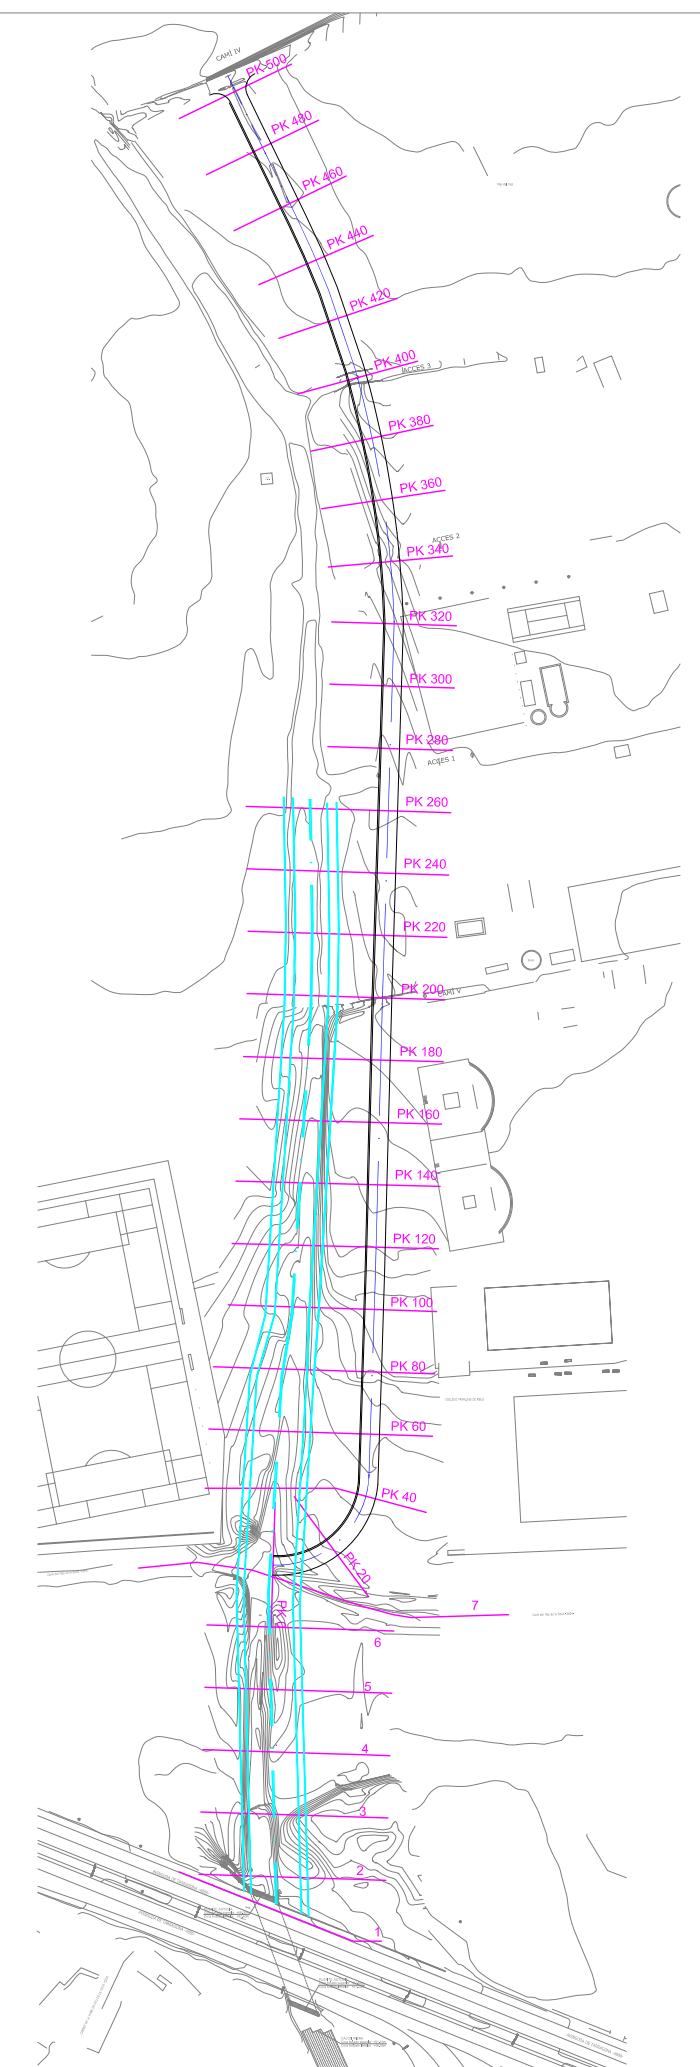 CAMÍ IV
PK 500
PK 480
PK 460
PK 440
PK 420
PK 400
ACCES 3
PK 380
PK 360
ACCES 2
PK 340
PK 320
PK 300
PK 280
ACCES 1
PK 260
PK 240
PK 220
PK 200
CAMÍ V
PK 180
PK 160
PK 140
PK 120
PK 100
PK 80
PK 60
PK 40
PK 20
7
6
5
4
3
2
1